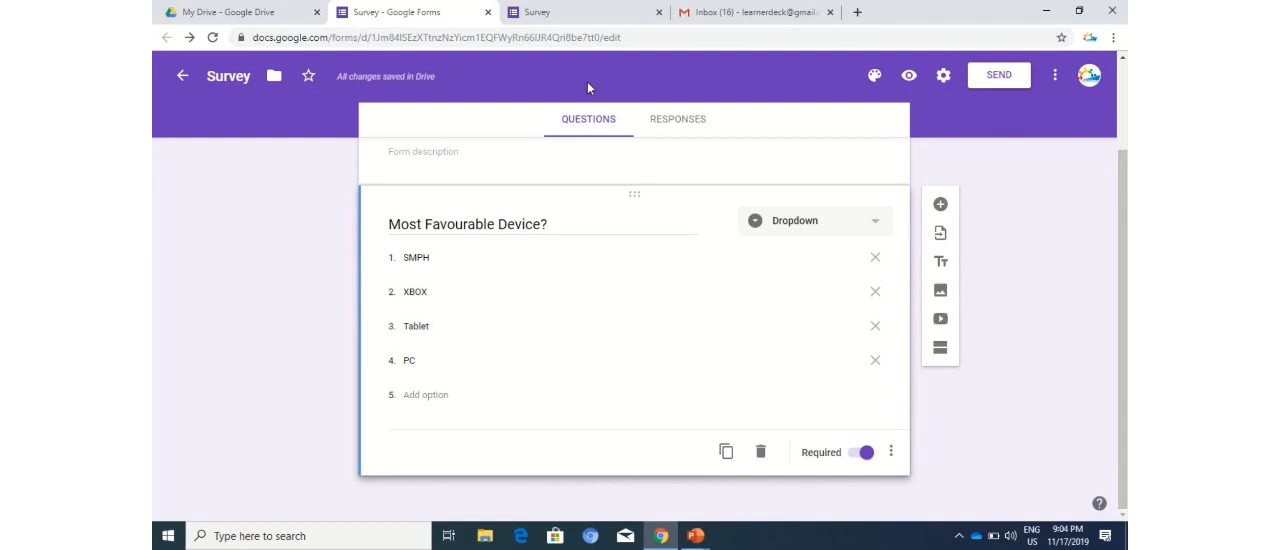 My Drive - Google Drive
Survey - Google Forms
Survey
Inbox (16) - learnerdeck@gmail.c
docs.google.com/forms/d/1Jm84ISEzXTtnzNzYicm1EQFWyRn66IJR4Qri8be7tt0/edit
Survey
All changes saved in Drive
SEND
QUESTIONS
RESPONSES
Form description
Most Favourable Device?
Dropdown
1. SMPH
2. XBOX
3. Tablet
4. PC
5. Add option
Required
Type here to search
ENG
US
9:04 PM
11/17/2019